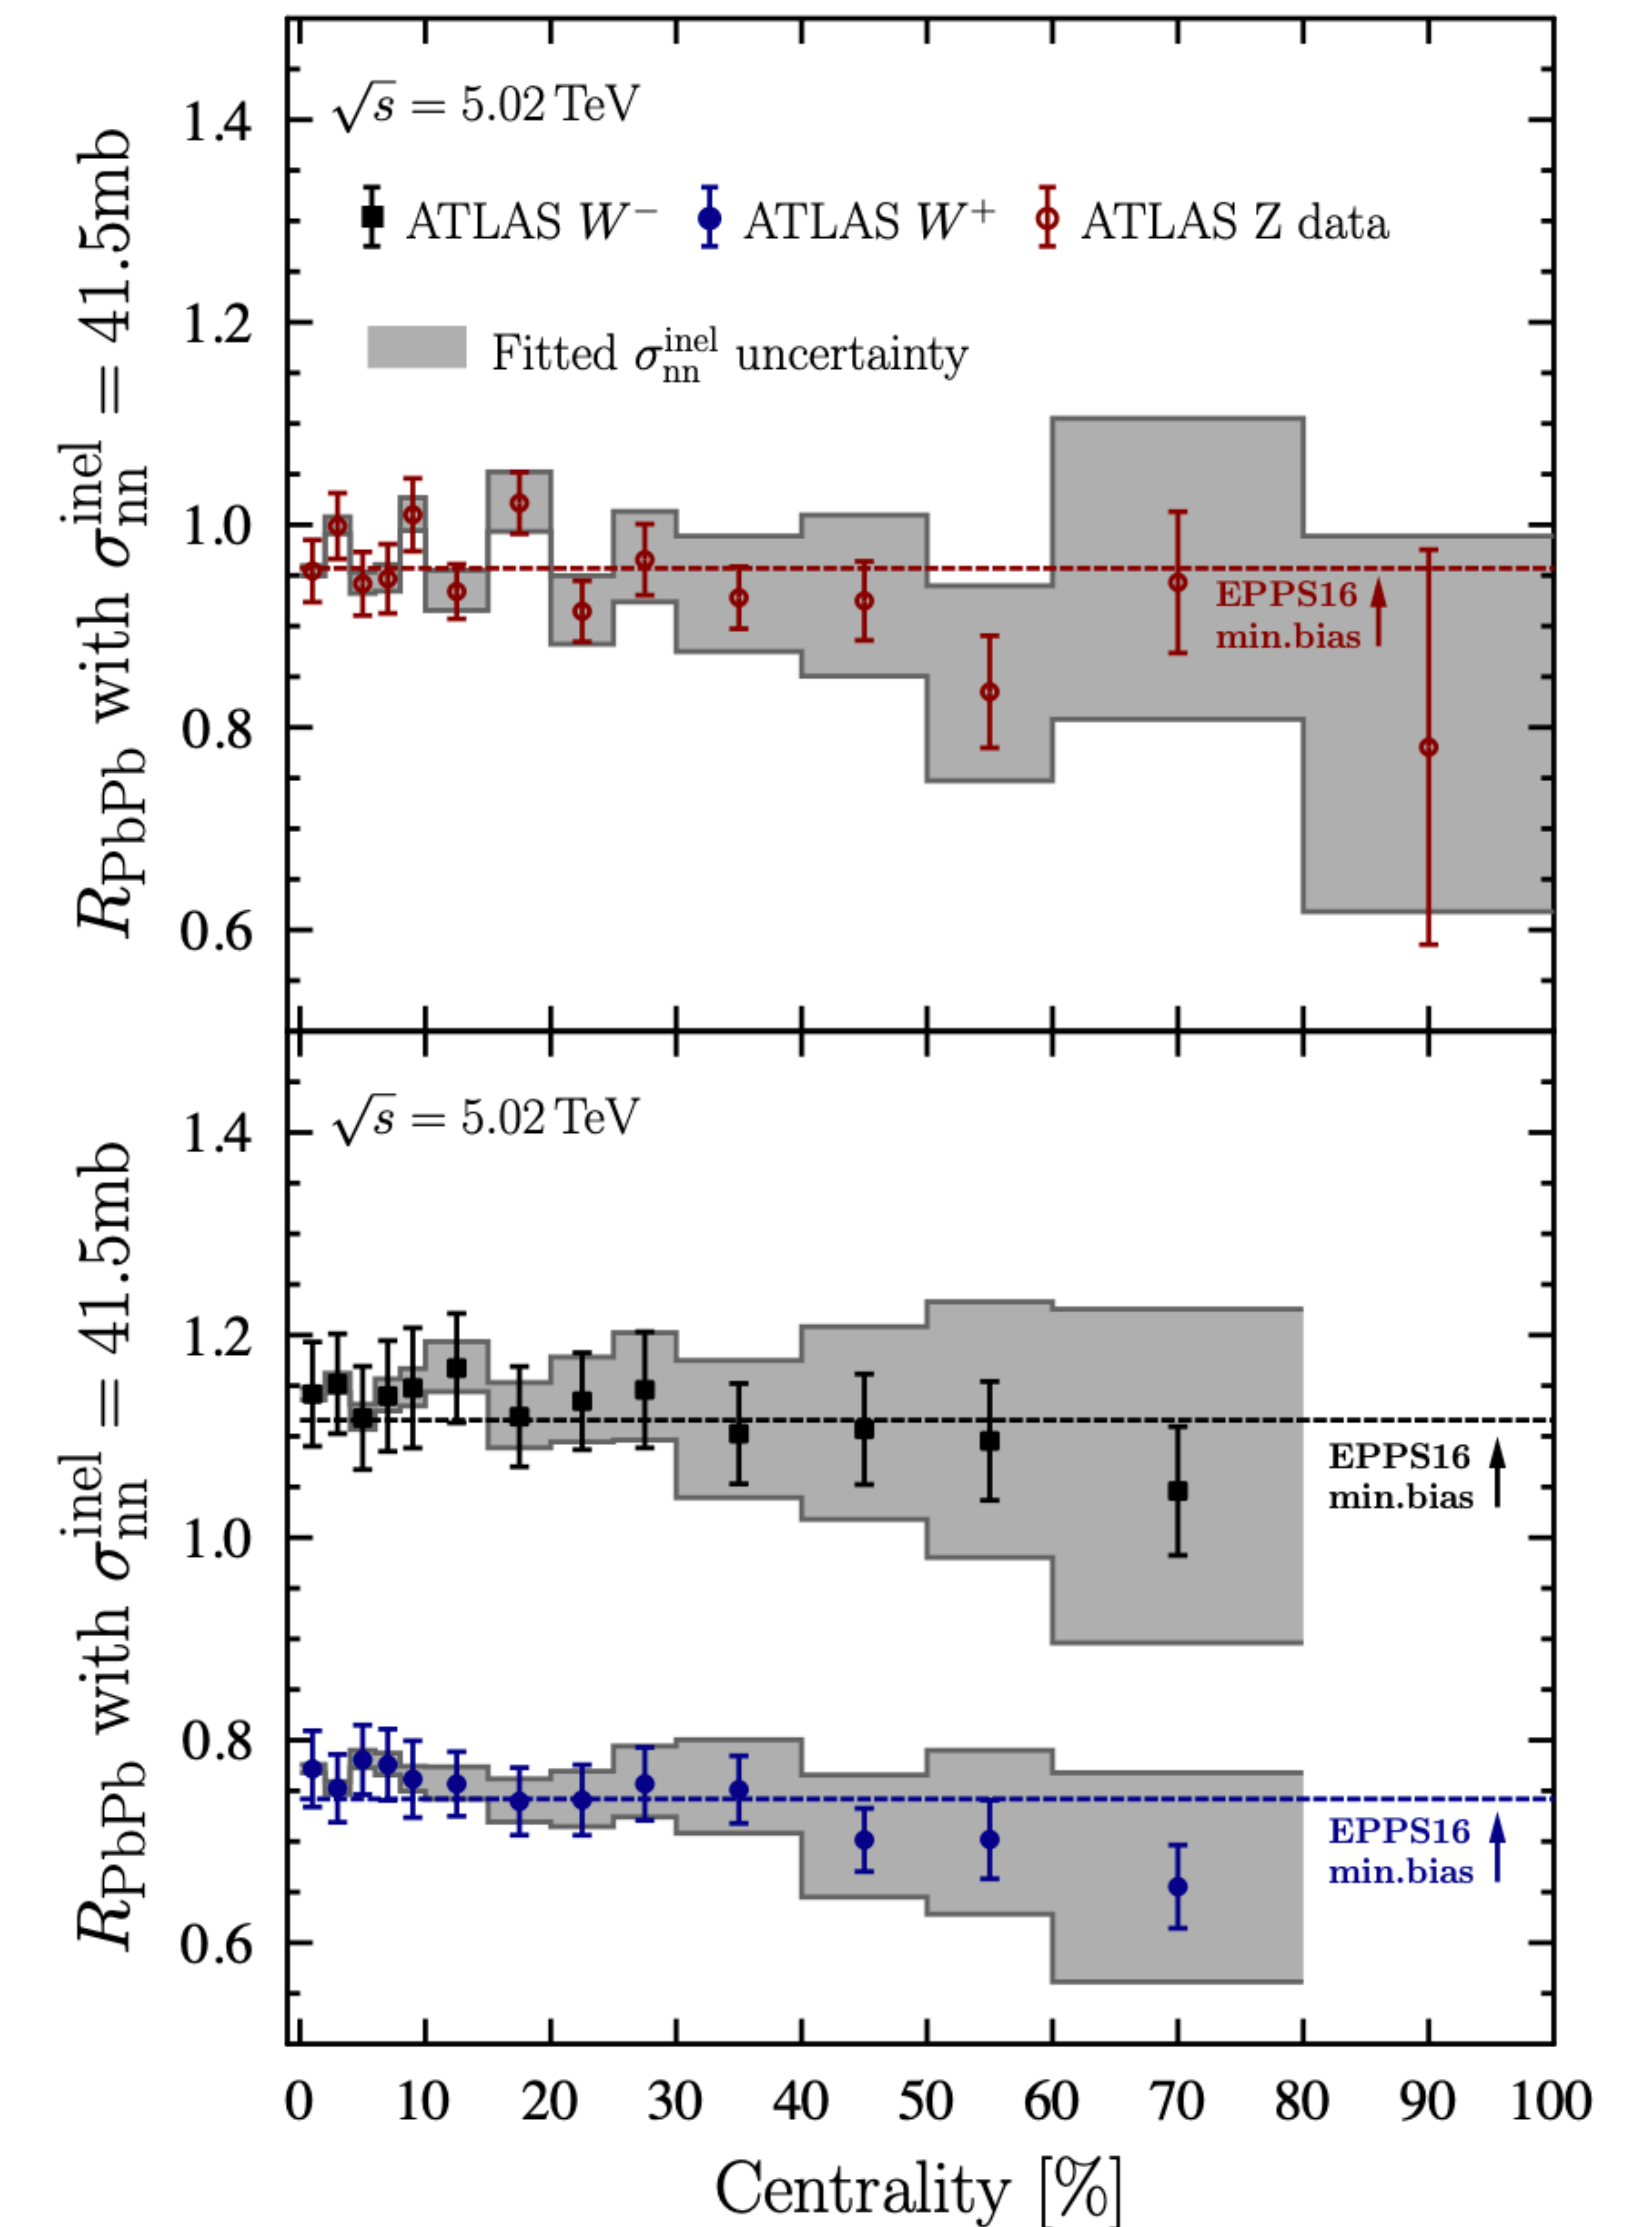 √s = 5.02 TeV
ATLAS W⁻ ATLAS W⁺ ATLAS Z data
Fitted σ_nn^inel uncertainty
R_PbPb with σ_nn^inel = 41.5mb
1.4
1.2
1.0
0.8
0.6
EPPS16
min.bias
√s = 5.02 TeV
R_PbPb with σ_nn^inel = 41.5mb
1.4
1.2
1.0
0.8
0.6
EPPS16
min.bias
EPPS16
min.bias
0 10 20 30 40 50 60 70 80 90 100
Centrality [%]